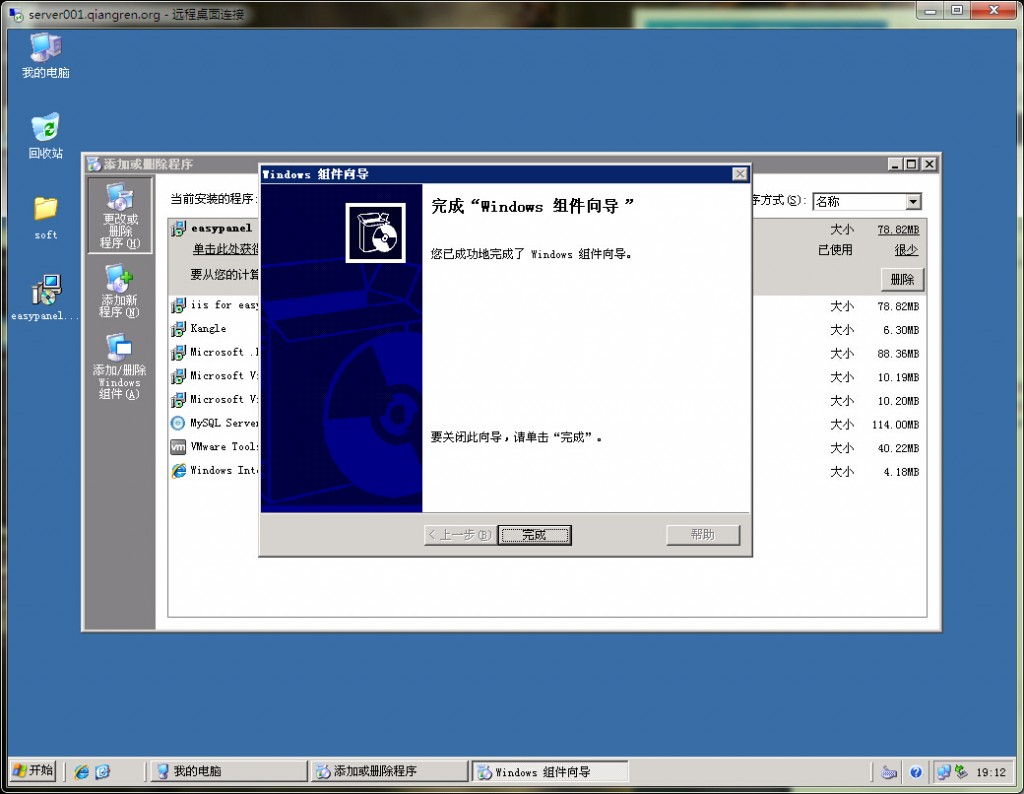 server001.qiangren.org - 远程桌面连接
我的电脑
回收站
soft
easypanel...
添加或删除程序
更改或
删除
程序(H)
添加新
程序(N)
添加/删除
Windows
组件(A)
当前安装的程序:
序方式(S):
名称
easypanel
大小
78.82MB
单击此处获得
已使用
很少
要从您的计算
删除
iis for easy
大小
78.82MB
Kangle
大小
6.30MB
Microsoft .
大小
88.36MB
Microsoft Vi
大小
10.19MB
Microsoft Vi
大小
10.20MB
MySQL Server
大小
114.00MB
VMware Tools
大小
40.22MB
Windows Inte
大小
4.18MB
Windows 组件向导
完成“Windows 组件向导”
您已成功地完成了 Windows 组件向导。
要关闭此向导，请单击“完成”。
< 上一步(B)
完成
帮助
开始
我的电脑
添加或删除程序
Windows 组件向导
19:12